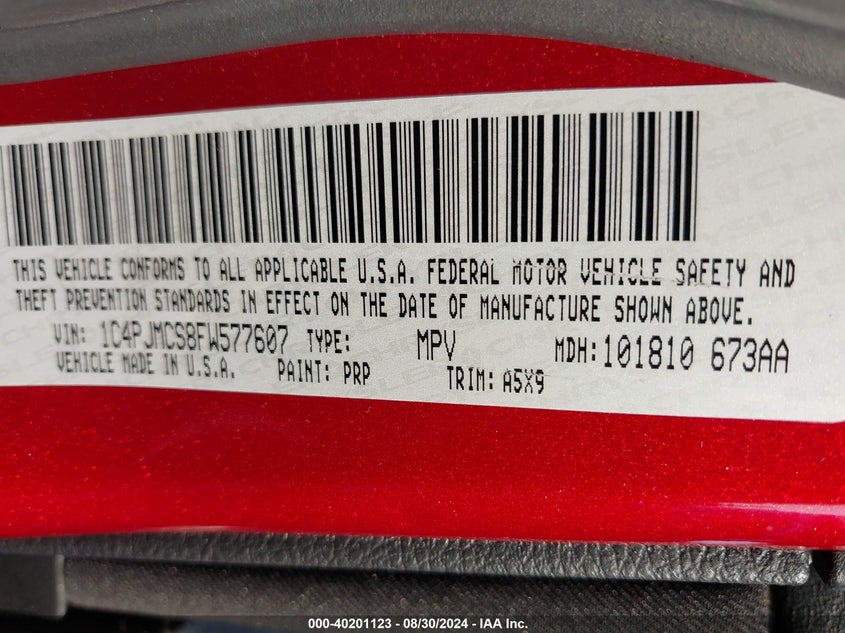 THIS VEHICLE CONFORMS TO ALL APPLICABLE U.S.A. FEDERAL MOTOR VEHICLE SAFETY AND
THEFT PREVENTION STANDARDS IN EFFECT ON THE DATE OF MANUFACTURE SHOWN ABOVE.
VIN: 1C4PJMCS8FW577607 TYPE: MPV MDH: 101810 673AA
VEHICLE MADE IN U.S.A. PAINT: PRP TRIM: A5X9
000-40201123 - 08/30/2024 - IAA Inc.